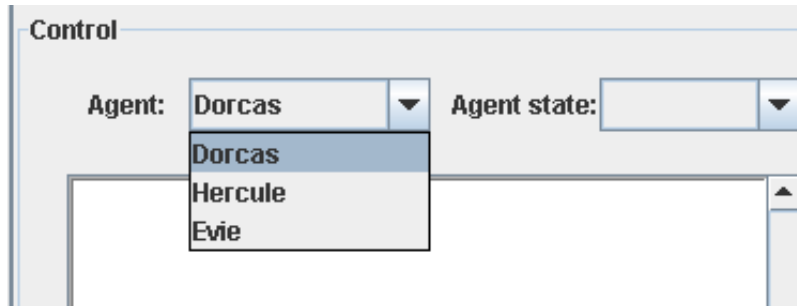 Control
Agent: Dorcas Agent state:
Dorcas
Hercule
Evie